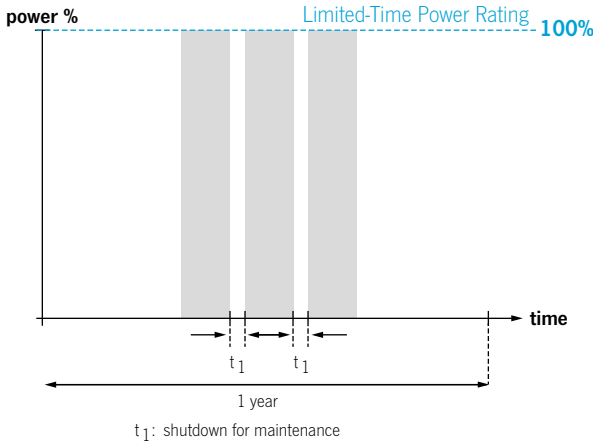 power %
Limited-Time Power Rating
100%
time
t1 t1
1 year
t1: shutdown for maintenance